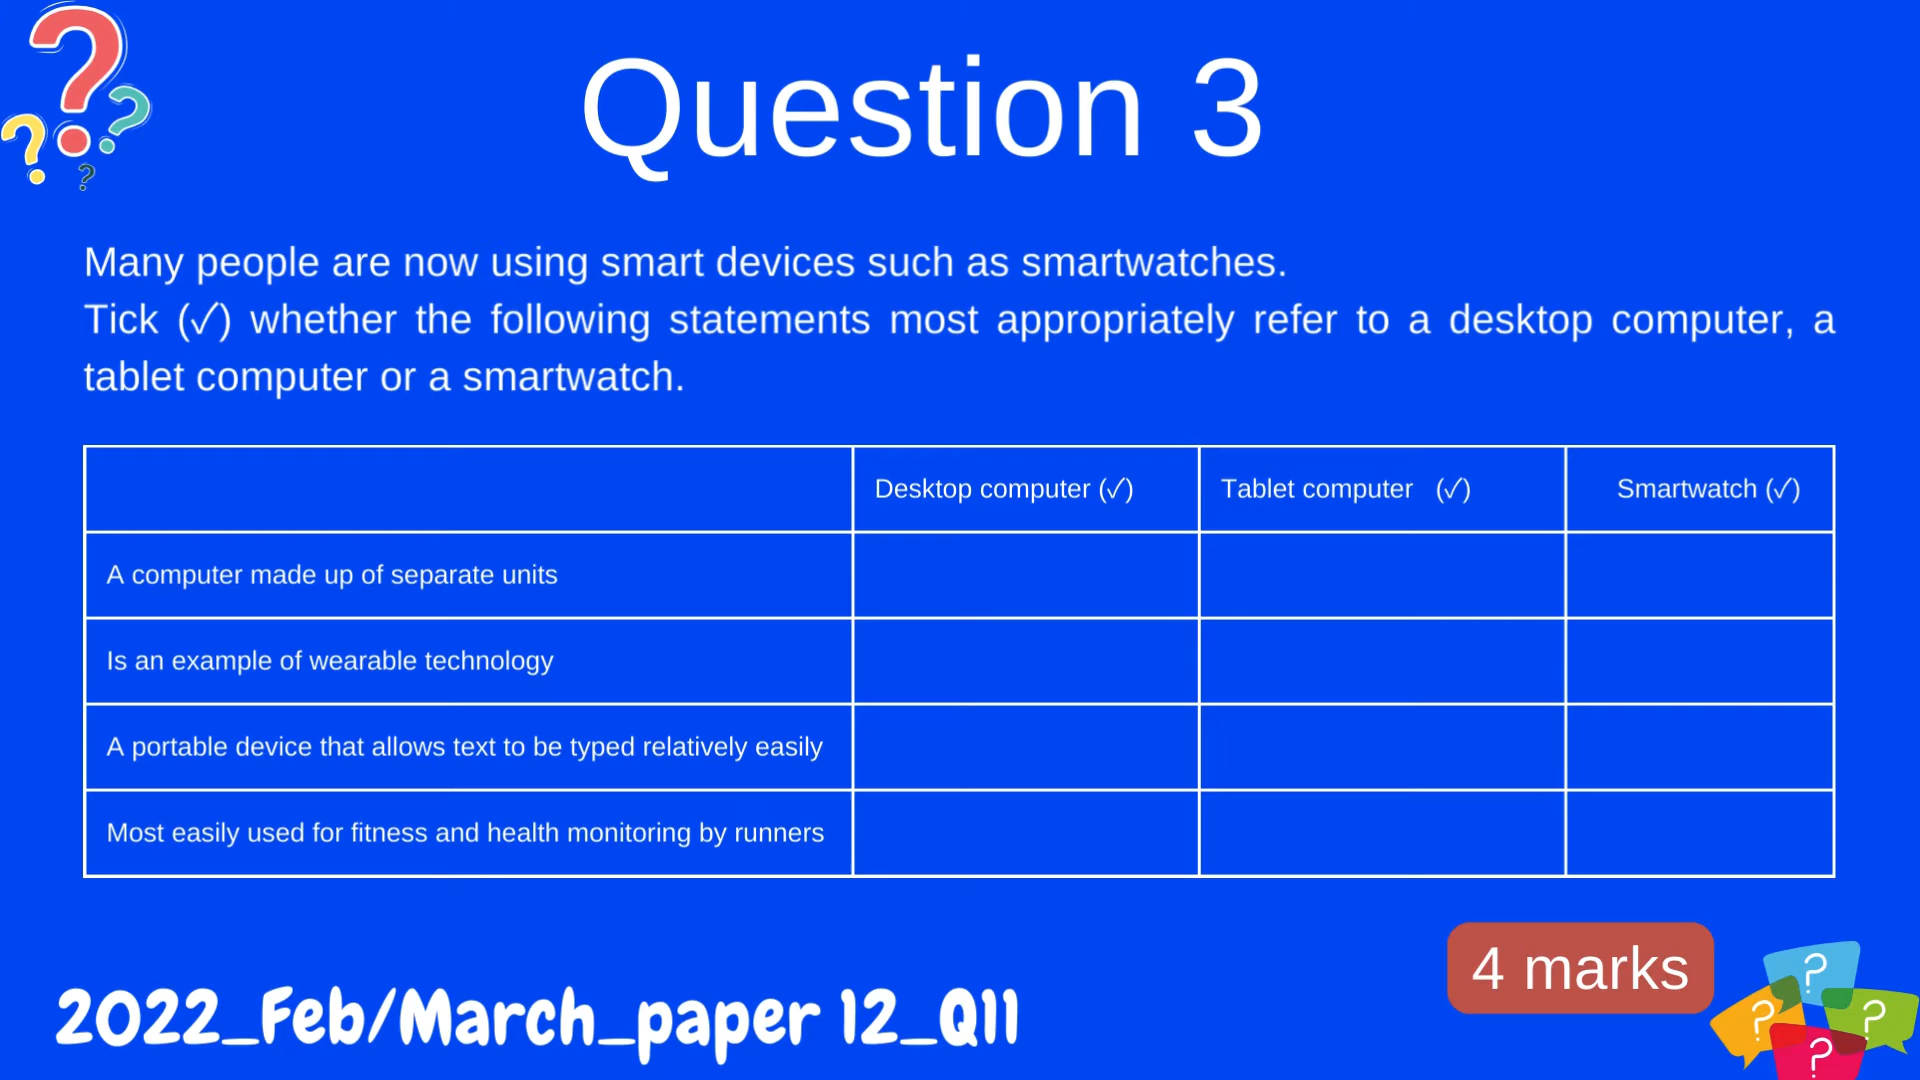 Question 3
Many people are now using smart devices such as smartwatches.
Tick (✓) whether the following statements most appropriately refer to a desktop computer, a
tablet computer or a smartwatch.
Desktop computer (✓) Tablet computer (✓) Smartwatch (✓)
A computer made up of separate units
Is an example of wearable technology
A portable device that allows text to be typed relatively easily
Most easily used for fitness and health monitoring by runners
4 marks
2022_Feb/March_paper 12_Q11